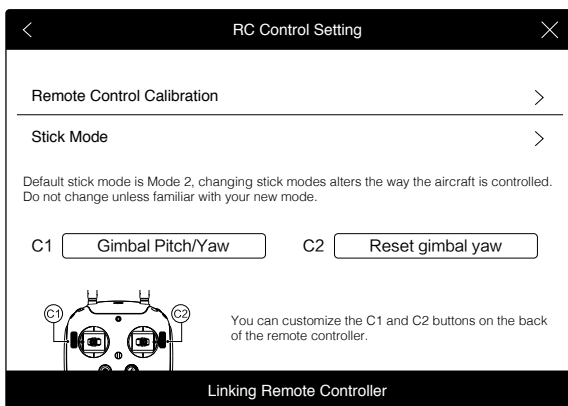 RC Control Setting
Remote Control Calibration
Stick Mode
Default stick mode is Mode 2, changing stick modes alters the way the aircraft is controlled.
Do not change unless familiar with your new mode.
C1 Gimbal Pitch/Yaw C2 Reset gimbal yaw
C1 C2
You can customize the C1 and C2 buttons on the back
of the remote controller.
Linking Remote Controller